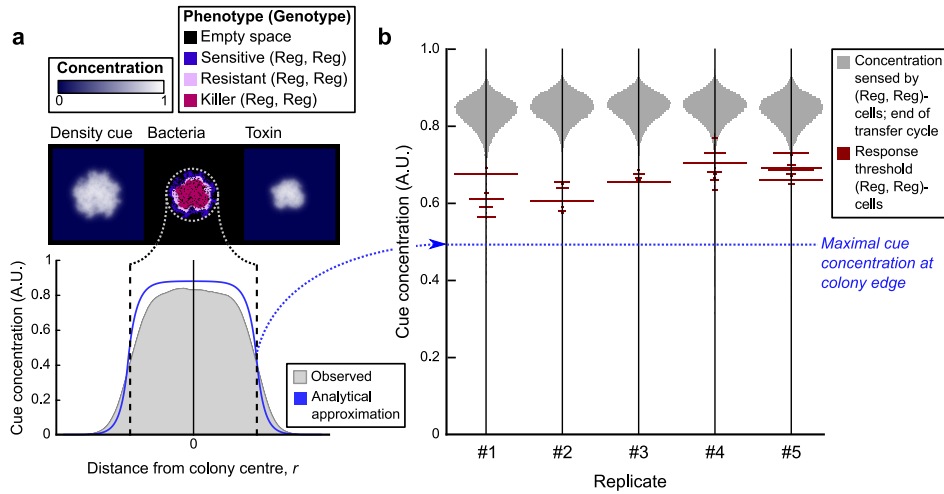 a
Concentration
0
1
Phenotype (Genotype)
Empty space
Sensitive (Reg, Reg)
Resistant (Reg, Reg)
Killer (Reg, Reg)
Density cue
Bacteria
Toxin
Cue concentration (A.U.)
0.8
0.6
0.4
0.2
0
0
Distance from colony centre, r
Observed
Analytical
approximation
b
Cue concentration (A.U.)
1.0
0.8
0.6
0.4
0.2
0
#1
#2
#3
#4
#5
Replicate
Concentration
sensed by
(Reg, Reg)-
cells; end of
transfer cycle
Response
threshold
(Reg, Reg)-
cells
Maximal cue
concentration at
colony edge